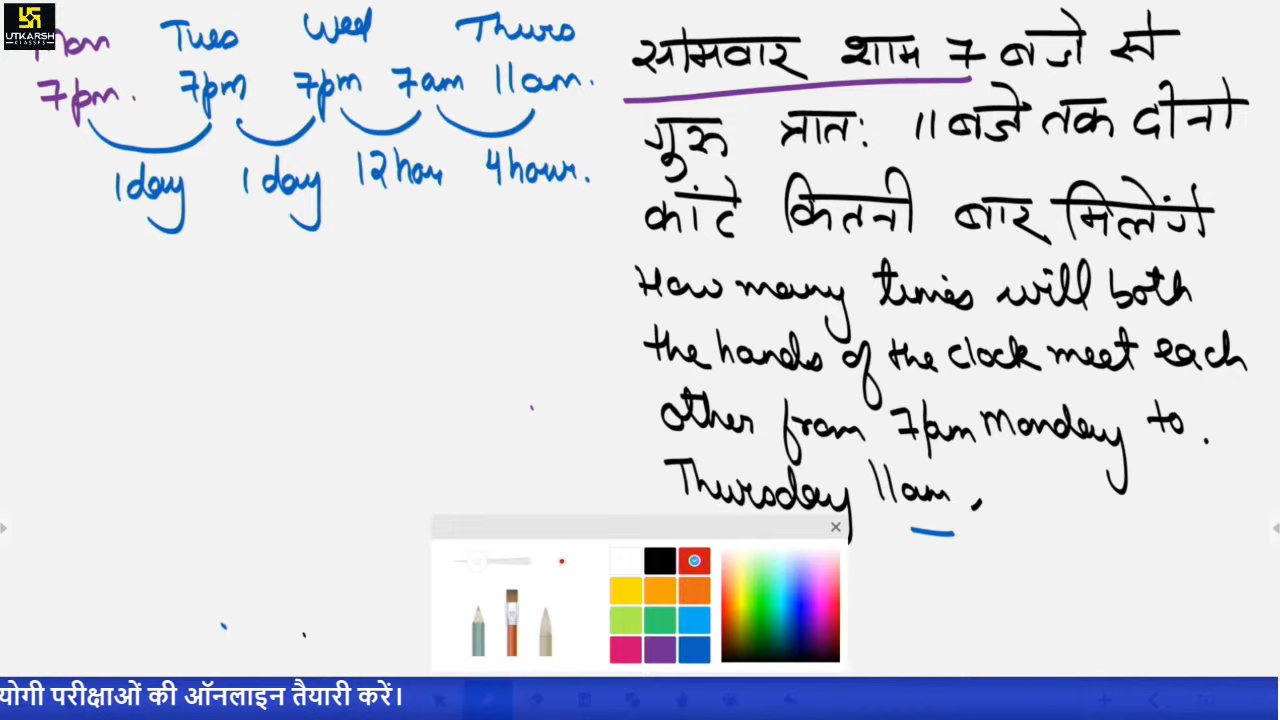 UTKARSH
CLASSES
Mon Tues Wed Thurs
7pm. 7pm 7pm 7am 11am.
1day 1day 12hour 4hour.
सोमवार शाम 7 बजे से
गुरू प्रातः 11बजे तक दोनो
कांटे कितनी बार मिलेंगे
How many times will both
the hands of the clock meet each
other from 7pm Monday to.
Thursday 11am,
योगी परीक्षाओं की ऑनलाइन तैयारी करें।